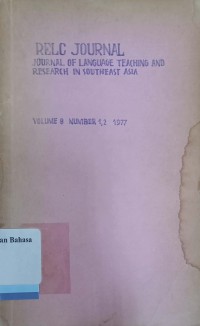 RELC JOURNAL
JOURNAL OF LANGUAGE TEACHING AND
RESEARCH IN SOUTHEAST ASIA
VOLUME 8 NUMBER 1,2 1977
an Bahasa